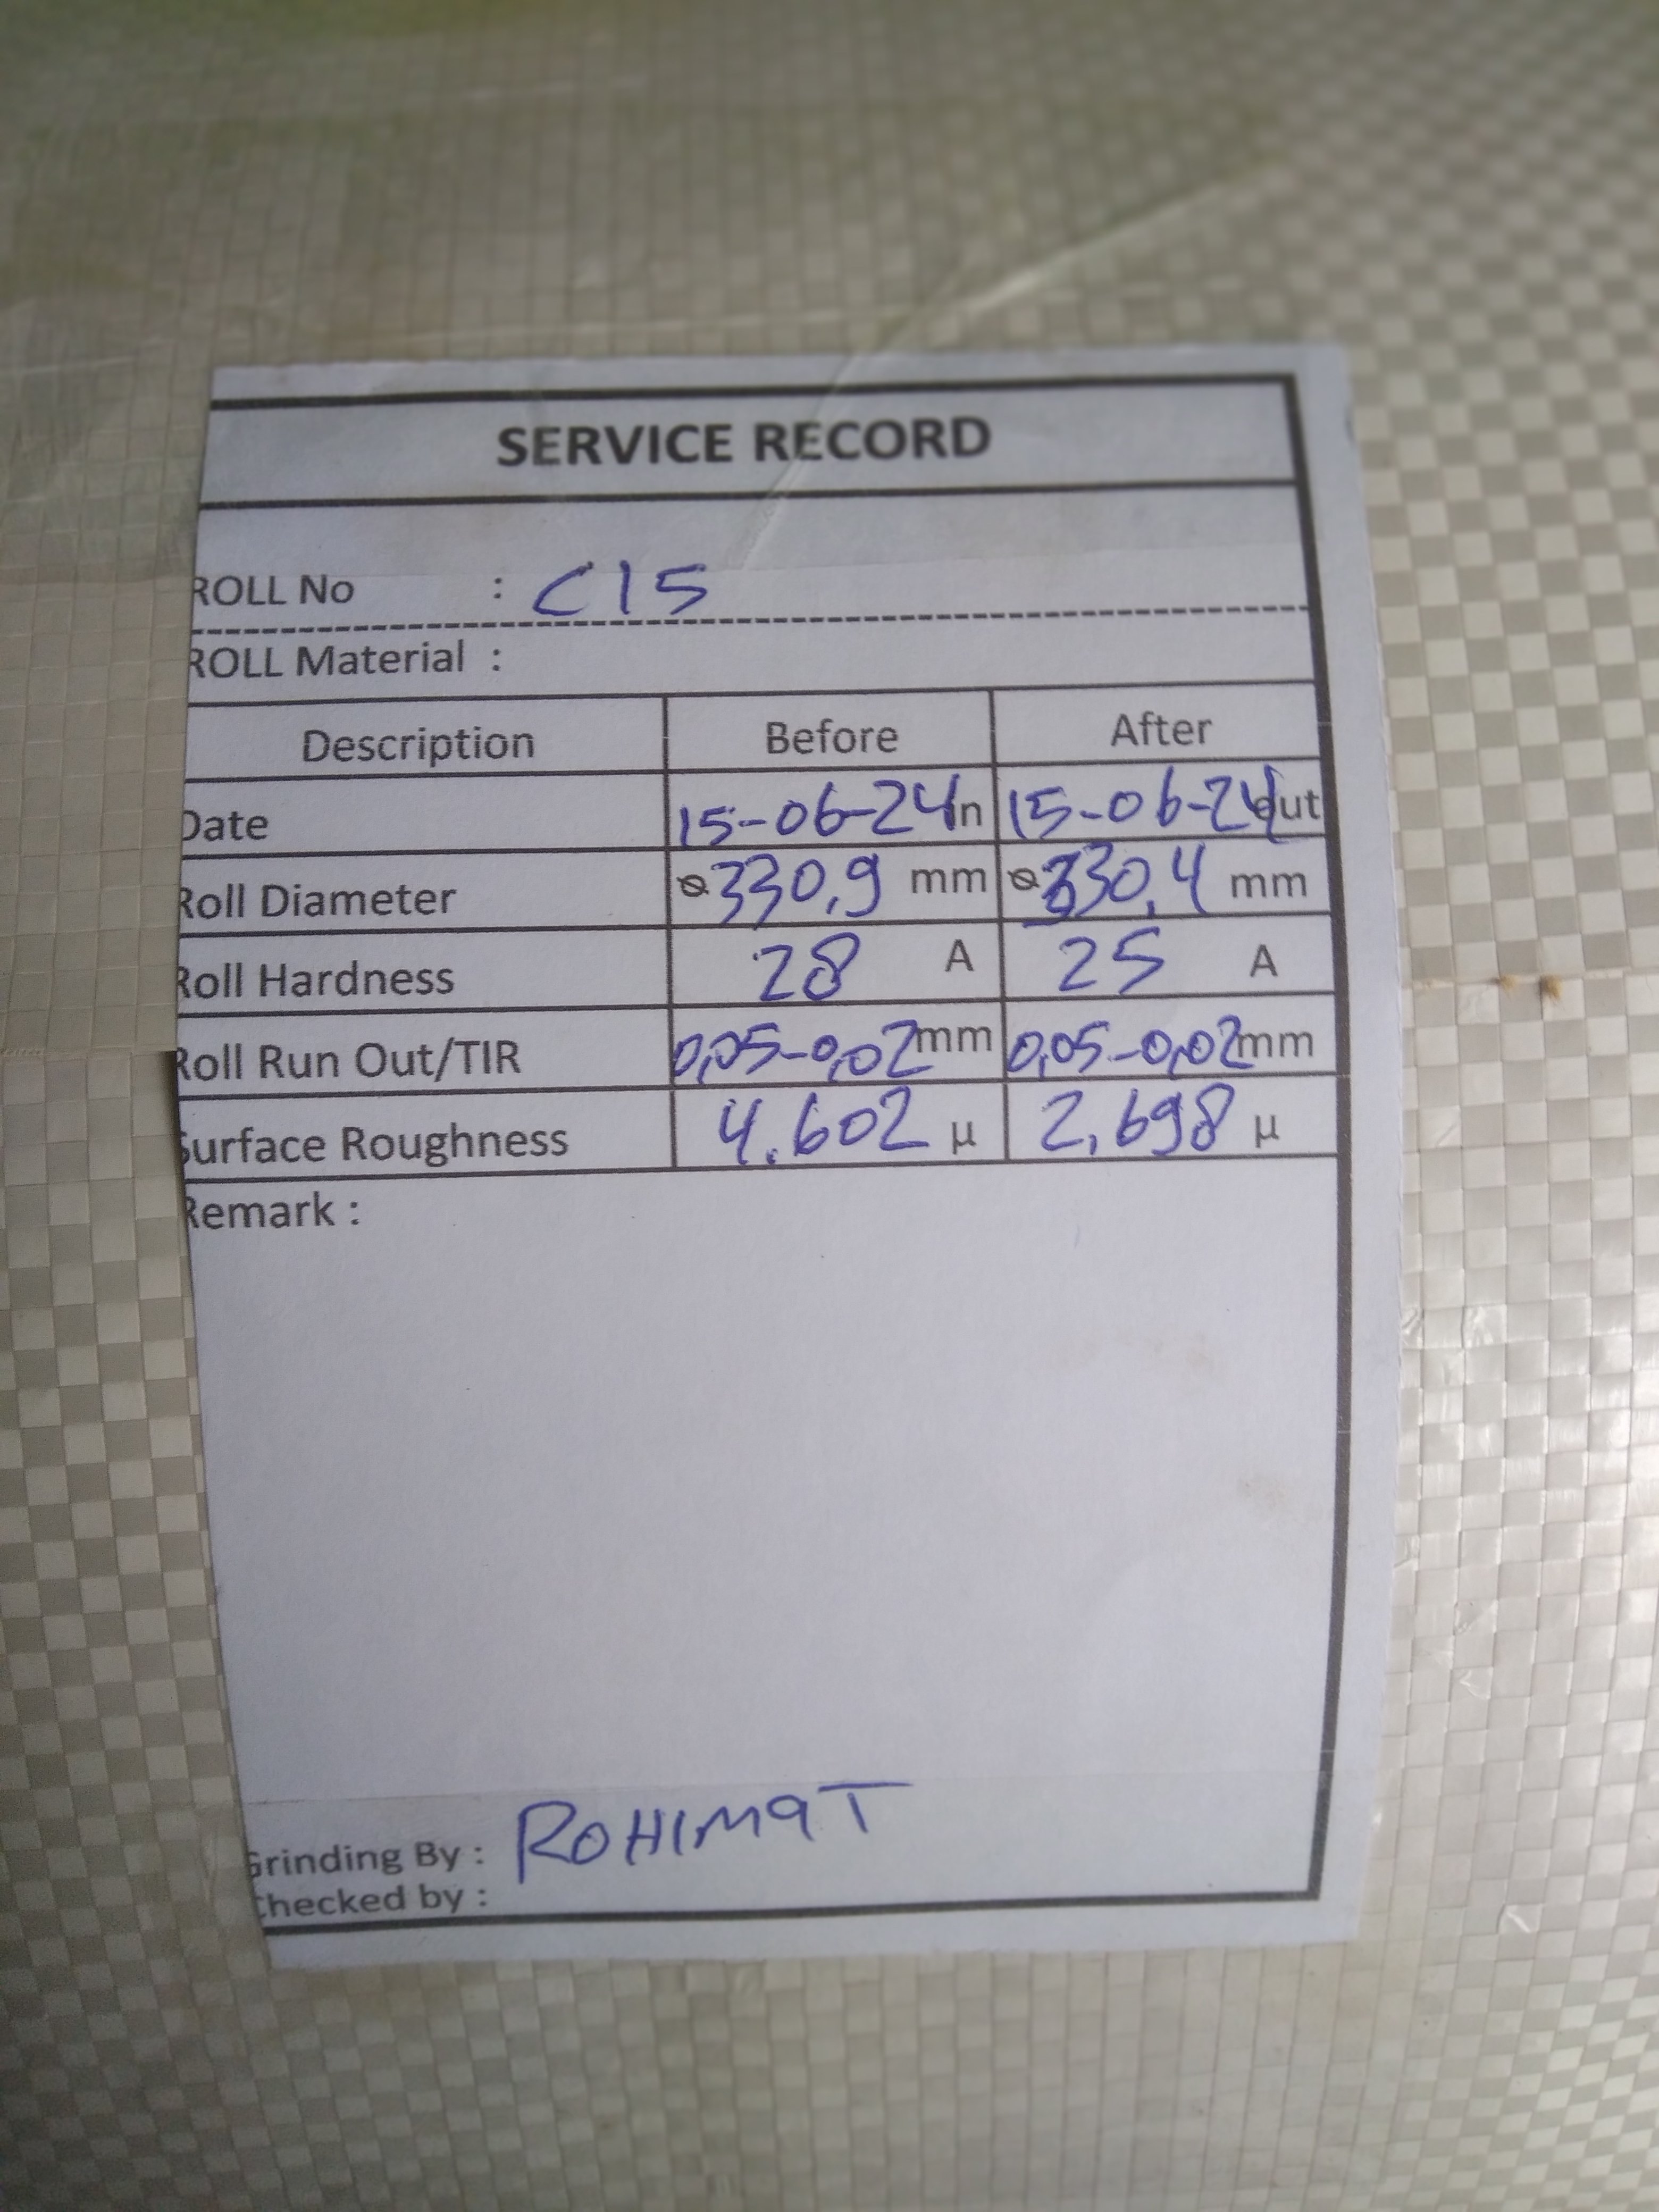 SERVICE RECORD
ROLL No : C15
ROLL Material :
Description Before After
Date 15-06-24 In 15-06-24 Out
Roll Diameter ⌀330,9 mm ⌀330,4 mm
Roll Hardness 28 A 25 A
Roll Run Out/TIR 0,05-0,02 mm 0,05-0,02 mm
Surface Roughness 4.602 µ 2,698 µ
Remark :
Grinding By : ROHIMAT
Checked by :